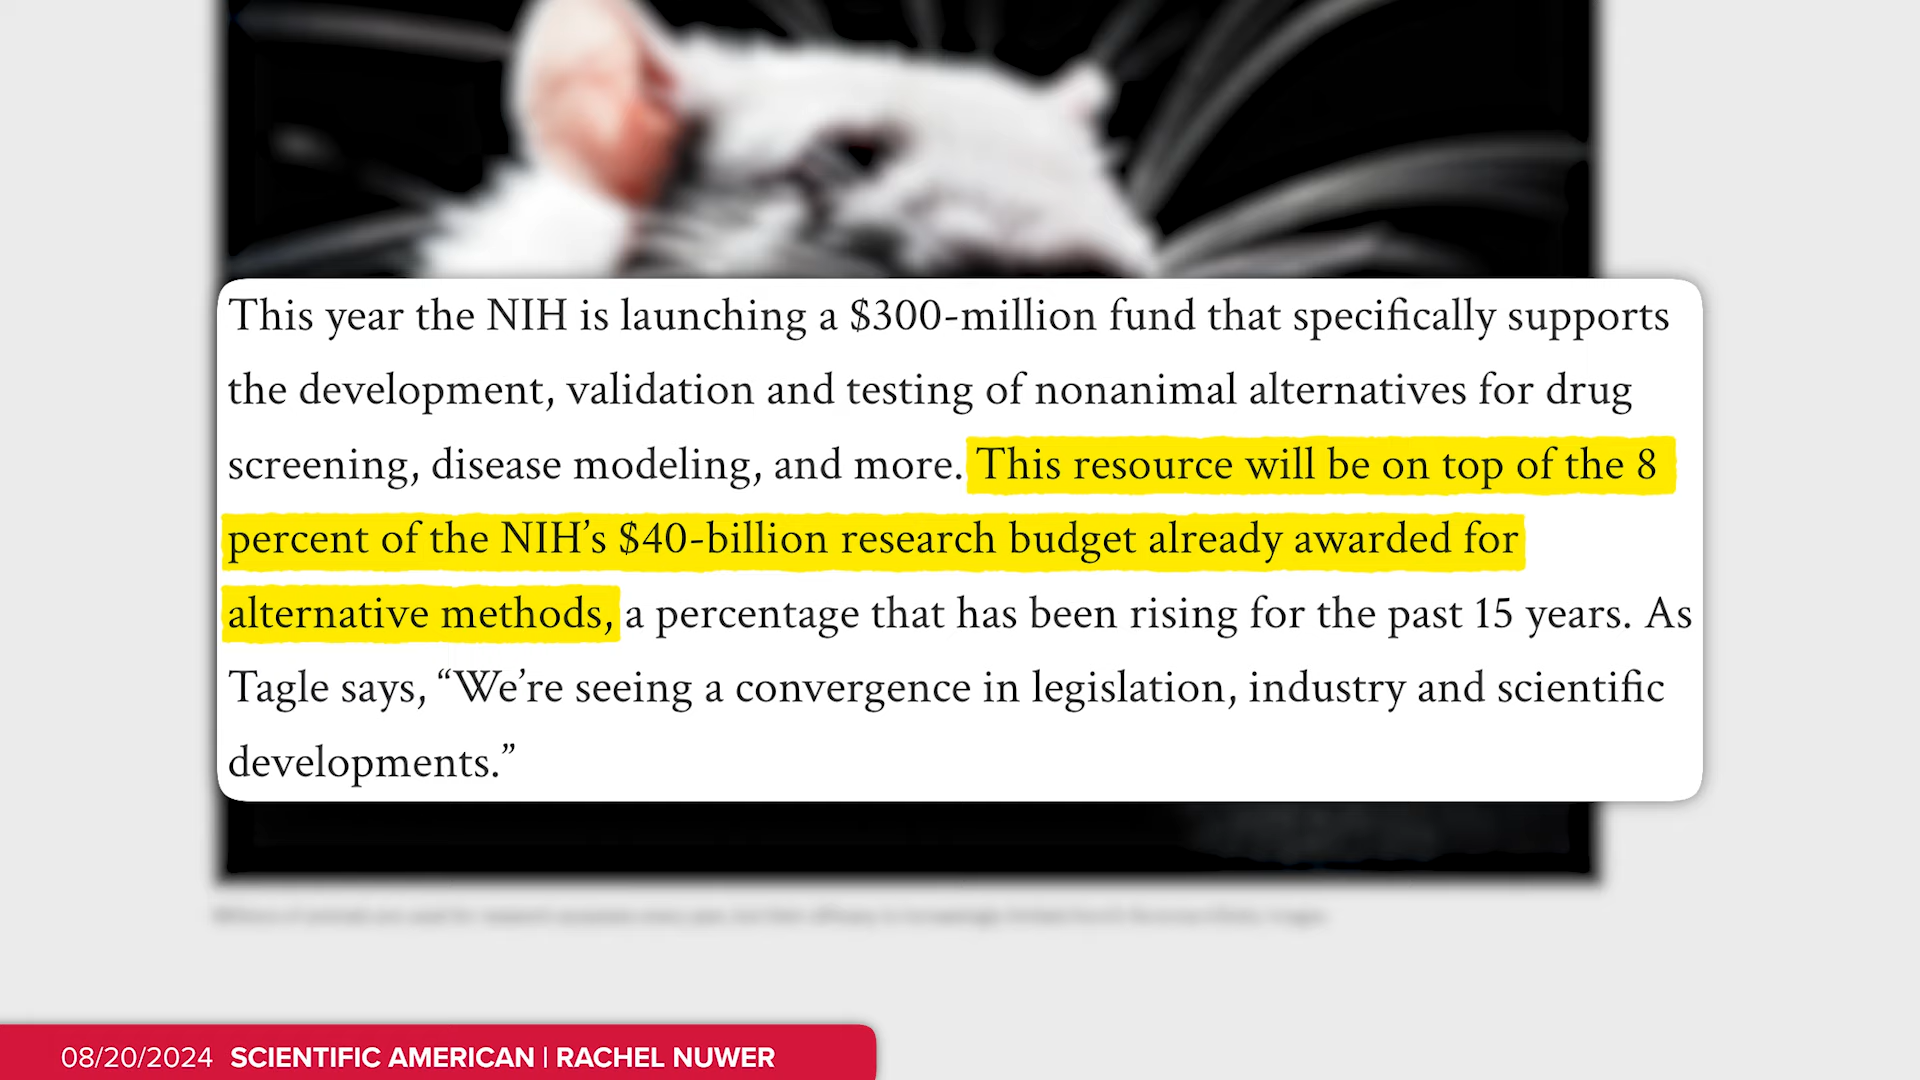 This year the NIH is launching a $300-million fund that specifically supports
the development, validation and testing of nonanimal alternatives for drug
screening, disease modeling, and more. This resource will be on top of the 8
percent of the NIH’s $40-billion research budget already awarded for
alternative methods, a percentage that has been rising for the past 15 years. As
Tagle says, “We’re seeing a convergence in legislation, industry and scientific
developments.”
08/20/2024 SCIENTIFIC AMERICAN | RACHEL NUWER